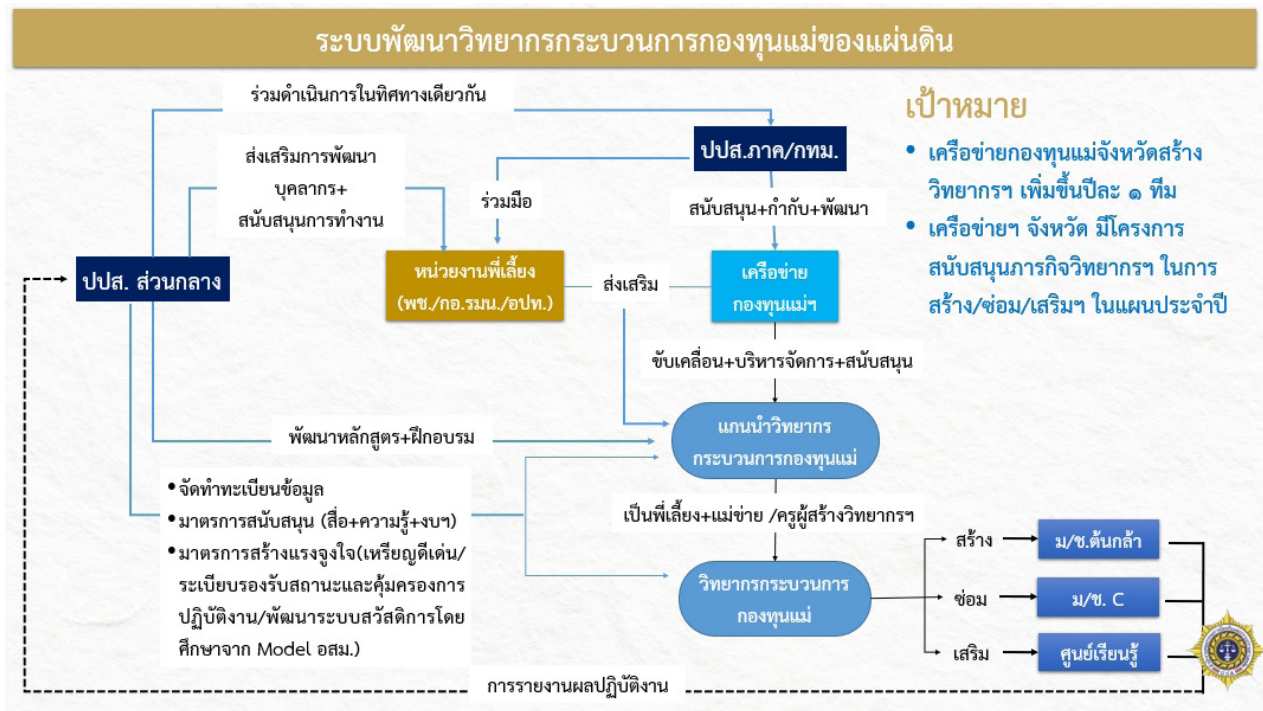 ระบบพัฒนาวิทยากรกระบวนการกองทุนแม่ของแผ่นดิน
ร่วมดำเนินการในทิศทางเดียวกัน
เป้าหมาย
ปปส.ภาค/กทม.
ส่งเสริมการพัฒนา
บุคลากร+
สนับสนุนการทำงาน
ร่วมมือ
สนับสนุน+กำกับ+พัฒนา
• เครือข่ายกองทุนแม่จังหวัดสร้าง
วิทยากรฯ เพิ่มขึ้นปีละ ๑ ทีม
• เครือข่ายฯ จังหวัด มีโครงการ
สนับสนุนภารกิจวิทยากรฯ ในการ
สร้าง/ซ่อม/เสริมฯ ในแผนประจำปี
ปปส. ส่วนกลาง
หน่วยงานพี่เลี้ยง
(พช./กอ.รมน./อปท.)
ส่งเสริม
เครือข่าย
กองทุนแม่ฯ
ขับเคลื่อน+บริหารจัดการ+สนับสนุน
พัฒนาหลักสูตร+ฝึกอบรม
แกนนำวิทยากร
กระบวนการกองทุนแม่
• จัดทำทะเบียนข้อมูล
• มาตรการสนับสนุน (สื่อ+ความรู้+งบฯ)
• มาตรการสร้างแรงจูงใจ(เหรียญดีเด่น/
ระเบียบรองรับสถานะและคุ้มครองการ
ปฏิบัติงาน/พัฒนาระบบสวัสดิการโดย
ศึกษาจาก Model อสม.)
เป็นพี่เลี้ยง+แม่ข่าย /ครูผู้สร้างวิทยากรฯ
วิทยากรกระบวนการ
กองทุนแม่
สร้าง
ม/ช.ต้นกล้า
ซ่อม
ม/ช. C
เสริม
ศูนย์เรียนรู้
การรายงานผลปฏิบัติงาน